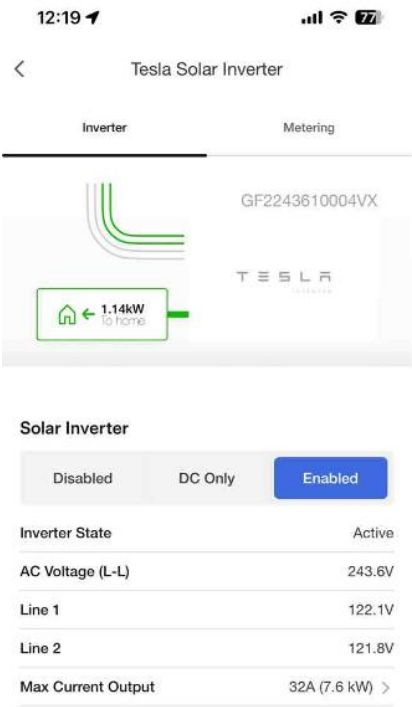 12:19
77
Tesla Solar Inverter
Inverter Metering
GF2243610004VX
TESLA
1.14kW
To home
Solar Inverter
Disabled DC Only Enabled
Inverter State Active
AC Voltage (L-L) 243.6V
Line 1 122.1V
Line 2 121.8V
Max Current Output 32A (7.6 kW) >